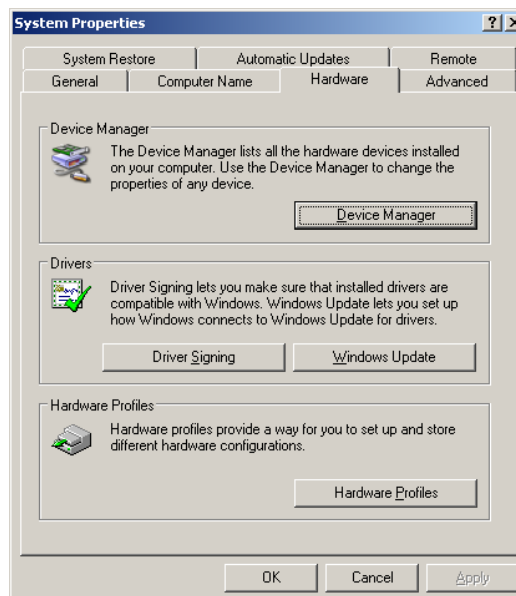 System Properties
System Restore Automatic Updates Remote
General Computer Name Hardware Advanced
Device Manager
The Device Manager lists all the hardware devices installed
on your computer. Use the Device Manager to change the
properties of any device.
Device Manager
Drivers
Driver Signing lets you make sure that installed drivers are
compatible with Windows. Windows Update lets you set up
how Windows connects to Windows Update for drivers.
Driver Signing Windows Update
Hardware Profiles
Hardware profiles provide a way for you to set up and store
different hardware configurations.
Hardware Profiles
OK Cancel Apply